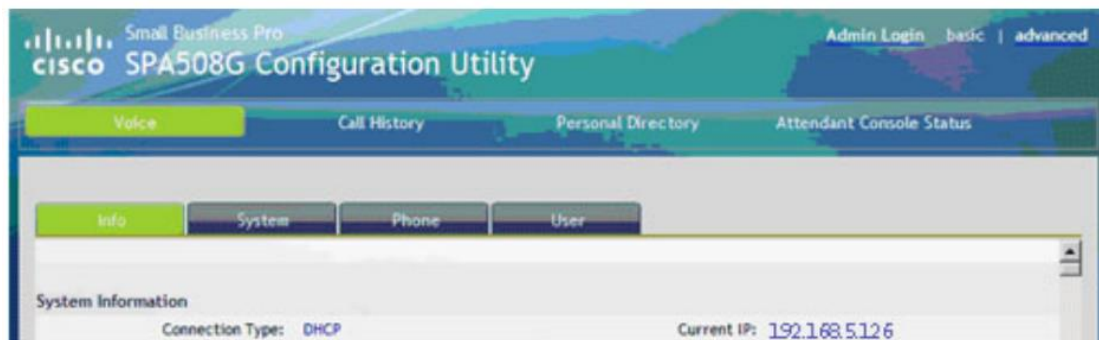 Small Business Pro
cisco SPA508G Configuration Utility
Admin Login basic | advanced
Voice Call History Personal Directory Attendant Console Status
Info System Phone User
System Information
Connection Type: DHCP Current IP: 192.168.5.126